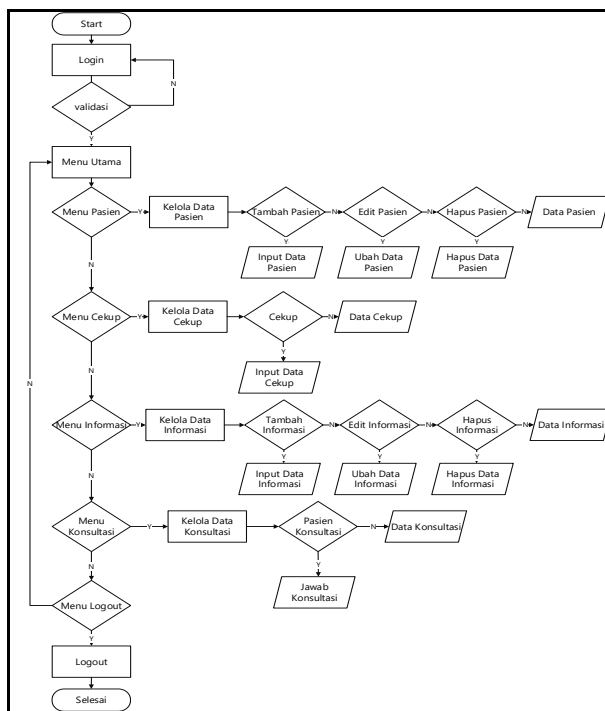 Start
Login
N
validasi
Y
Menu Utama
Menu Pasien
Y
Kelola Data
Pasien
Tambah Pasien
N
Edit Pasien
N
Hapus Pasien
N
Data Pasien
Y
Y
Y
Input Data
Pasien
Ubah Data
Pasien
Hapus Data
Pasien
N
Menu Cekup
Y
Kelola Data
Cekup
Cekup
N
Data Cekup
Y
Input Data
Cekup
N
N
Menu Informasi
Y
Kelola Data
Informasi
Tambah
Informasi
N
Edit Informasi
N
Hapus
Informasi
N
Data Informasi
Y
Y
Y
Input Data
Informasi
Ubah Data
Informasi
Hapus Data
Informasi
N
Menu
Konsultasi
Y
Kelola Data
Konsultasi
Pasien
Konsultasi
N
Data Konsultasi
Y
Jawab
Konsultasi
N
Menu Logout
Y
Logout
Selesai